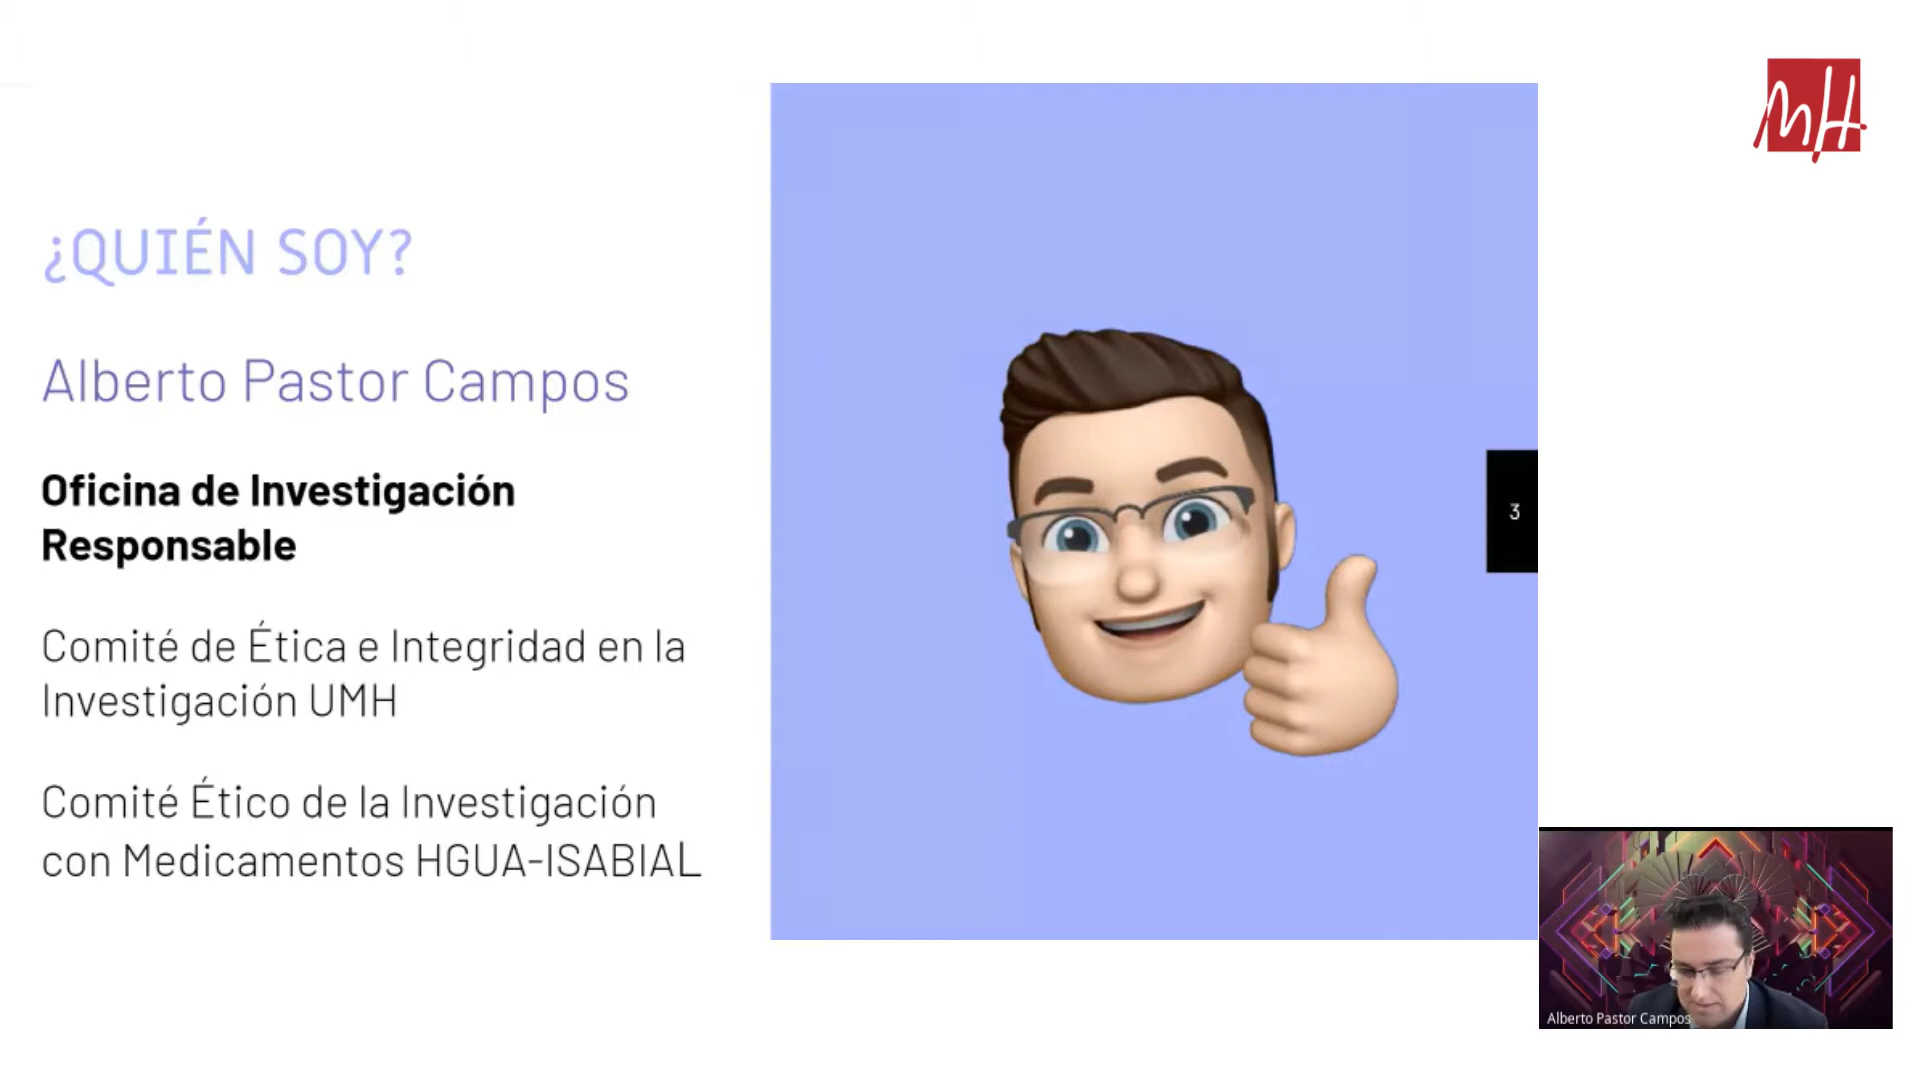 ¿QUIÉN SOY?
Alberto Pastor Campos
Oficina de Investigación
Responsable
Comité de Ética e Integridad en la
Investigación UMH
Comité Ético de la Investigación
con Medicamentos HGUA-ISABIAL
3
MH
Alberto Pastor Campos